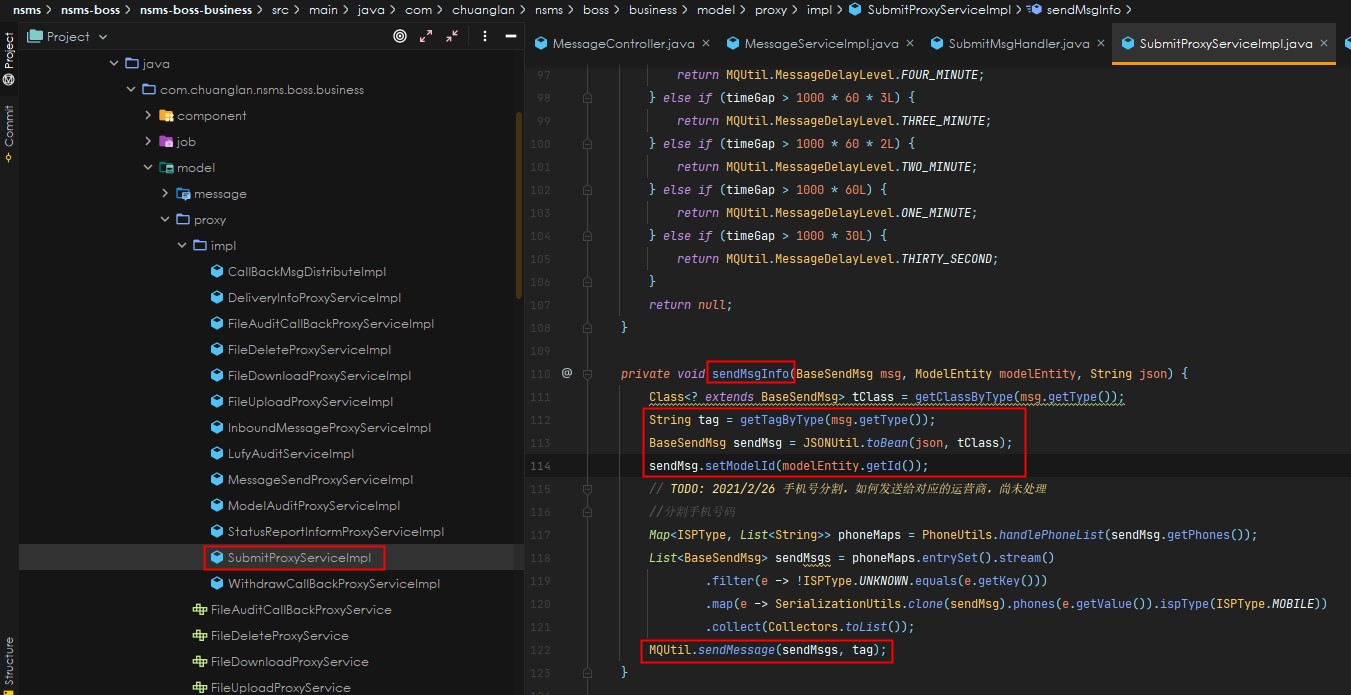 nsms > nsms-boss > nsms-boss-business > src > main > java > com > chuanglan > nsms > boss > business > model > proxy > impl > SubmitProxyServiceImpl > sendMsgInfo >
Project
MessageController.java ×
MessageServiceImpl.java ×
SubmitMsgHandler.java ×
SubmitProxyServiceImpl.java ×
Project
Commit
Structure
java
com.chuanglan.nsms.boss.business
component
job
model
message
proxy
impl
CallBackMsgDistributeImpl
DeliveryInfoProxyServiceImpl
FileAuditCallBackProxyServiceImpl
FileDeleteProxyServiceImpl
FileDownloadProxyServiceImpl
FileUploadProxyServiceImpl
InboundMessageProxyServiceImpl
LufyAuditServiceImpl
MessageSendProxyServiceImpl
ModelAuditProxyServiceImpl
StatusReportInformProxyServiceImpl
SubmitProxyServiceImpl
WithdrawCallBackProxyServiceImpl
FileAuditCallBackProxyService
FileDeleteProxyService
FileDownloadProxyService
FileUploadProxyService
97 return MQUtil.MessageDelayLevel.FOUR_MINUTE;
98 } else if (timeGap > 1000 * 60 * 3L) {
99 return MQUtil.MessageDelayLevel.THREE_MINUTE;
100 } else if (timeGap > 1000 * 60 * 2L) {
101 return MQUtil.MessageDelayLevel.TWO_MINUTE;
102 } else if (timeGap > 1000 * 60L) {
103 return MQUtil.MessageDelayLevel.ONE_MINUTE;
104 } else if (timeGap > 1000 * 30L) {
105 return MQUtil.MessageDelayLevel.THIRTY_SECOND;
106 }
107 return null;
108 }
109
110 @ private void sendMsgInfo(BaseSendMsg msg, ModelEntity modelEntity, String json) {
111 Class<? extends BaseSendMsg> tClass = getClassByType(msg.getType());
112 String tag = getTagByType(msg.getType());
113 BaseSendMsg sendMsg = JSONUtil.toBean(json, tClass);
114 sendMsg.setModelId(modelEntity.getId());
115 // TODO: 2021/2/26 手机号分割，如何发送给对应的运营商，尚未处理
116 //分割手机号码
117 Map<ISPType, List<String>> phoneMaps = PhoneUtils.handlePhoneList(sendMsg.getPhones());
118 List<BaseSendMsg> sendMsgs = phoneMaps.entrySet().stream()
119 .filter(e -> !ISPType.UNKNOWN.equals(e.getKey()))
120 .map(e -> SerializationUtils.clone(sendMsg).phones(e.getValue()).ispType(ISPType.MOBILE))
121 .collect(Collectors.toList());
122 MQUtil.sendMessage(sendMsgs, tag);
123 }